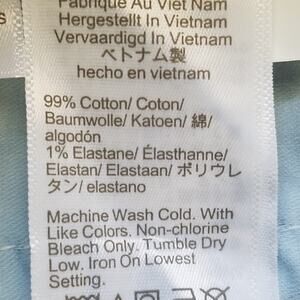 Fabrique Au Viet Nam
Hergestellt In Vietnam
Vervaardigd In Vietnam
ベトナム製
hecho en vietnam
99% Cotton/ Coton/
Baumwolle/ Katoen/ 綿/
algodón
1% Elastane/ Élasthanne/
Elastan/ Elastaan/ ポリウレ
タン/ elastano
Machine Wash Cold. With
Like Colors. Non-chlorine
Bleach Only. Tumble Dry
Low. Iron On Lowest
Setting.